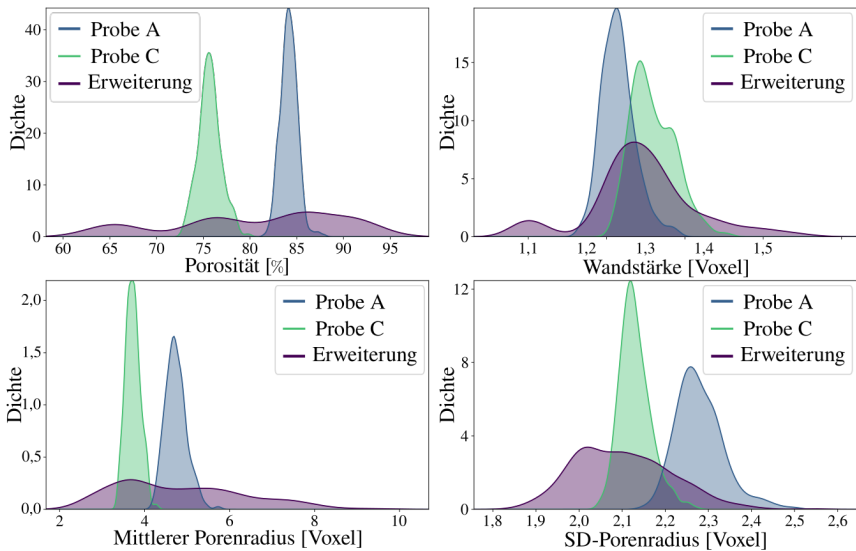 40
30
20
10
0
Dichte
Probe A
Probe C
Erweiterung
60 65 70 75 80 85 90 95
Porosität [%]
15
10
5
0
Dichte
Probe A
Probe C
Erweiterung
1,1 1,2 1,3 1,4 1,5
Wandstärke [Voxel]
2,0
1,5
1,0
0,5
0,0
Dichte
Probe A
Probe C
Erweiterung
2 4 6 8 10
Mittlerer Porenradius [Voxel]
12
9
6
3
0
Dichte
Probe A
Probe C
Erweiterung
1,8 1,9 2,0 2,1 2,2 2,3 2,4 2,5 2,6
SD-Porenradius [Voxel]